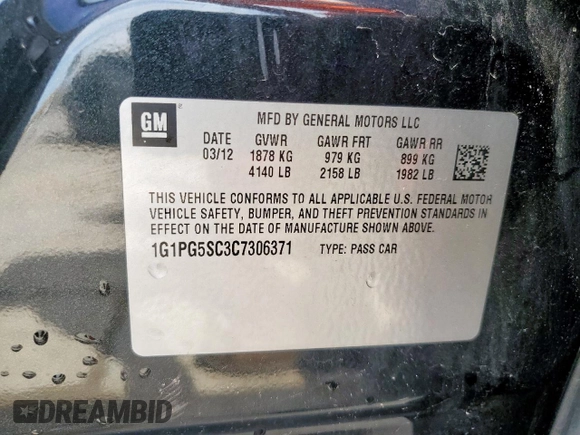 GM
MFD BY GENERAL MOTORS LLC
DATE GVWR GAWR FRT GAWR RR
03/12 1878 KG 979 KG 899 KG
4140 LB 2158 LB 1982 LB
THIS VEHICLE CONFORMS TO ALL APPLICABLE U.S. FEDERAL MOTOR
VEHICLE SAFETY, BUMPER, AND THEFT PREVENTION STANDARDS
IN EFFECT ON THE DATE OF MANUFACTURE SHOWN ABOVE.
1G1PG5SC3C7306371 TYPE: PASS CAR
DREAMBID